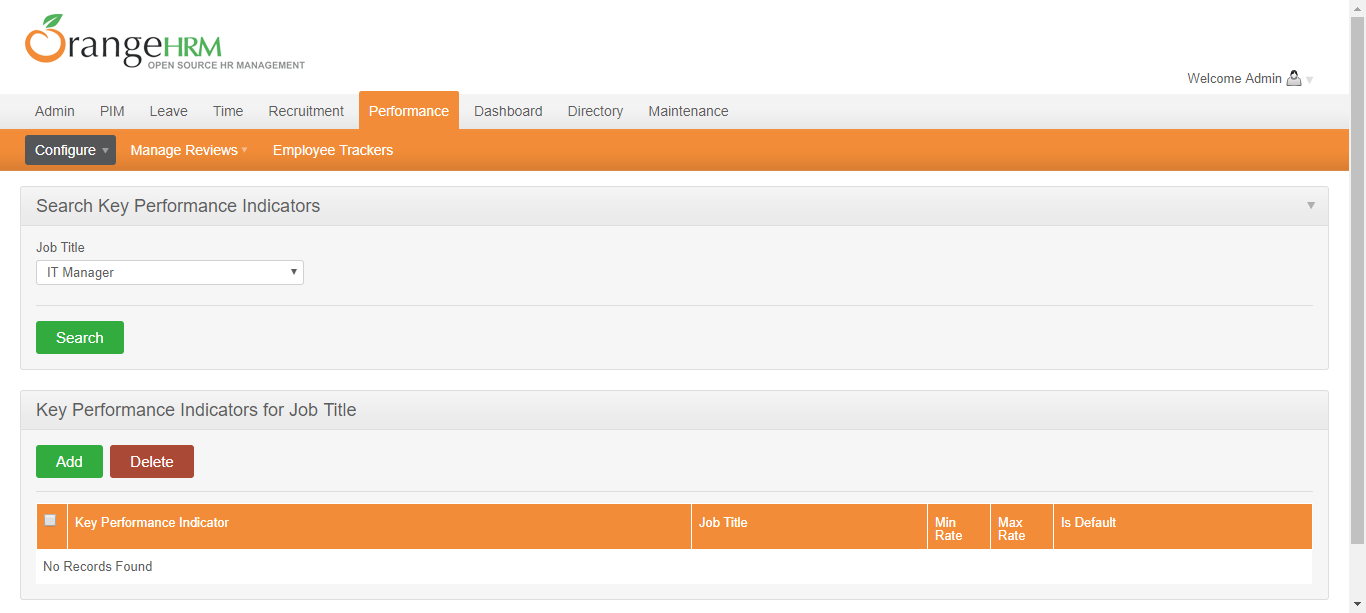 OrangeHRM
OPEN SOURCE HR MANAGEMENT
Welcome Admin
Admin PIM Leave Time Recruitment Performance Dashboard Directory Maintenance
Configure Manage Reviews Employee Trackers
Search Key Performance Indicators
Job Title
IT Manager
Search
Key Performance Indicators for Job Title
Add Delete
Key Performance Indicator Job Title Min Rate Max Rate Is Default
No Records Found